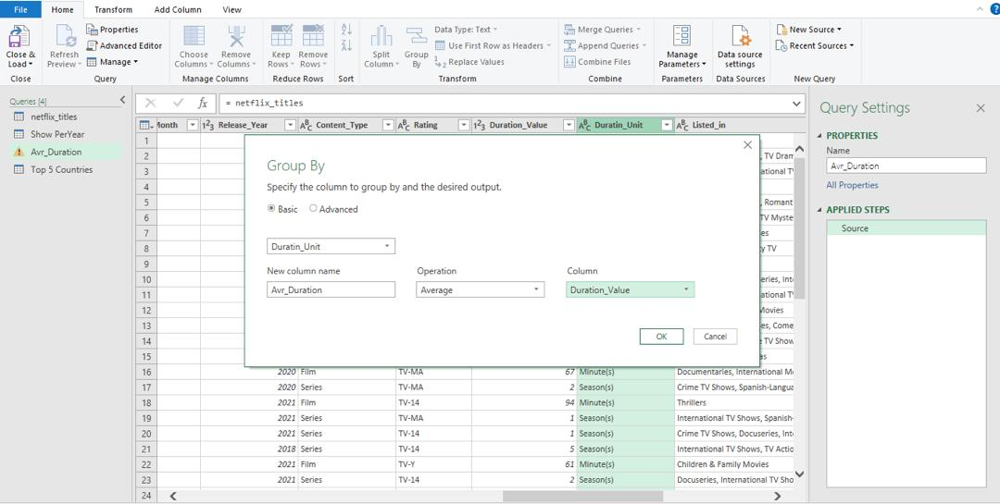 File Home Transform Add Column View
Close & Load Refresh Preview Properties Advanced Editor Manage Choose Columns Remove Columns Keep Rows Remove Rows Split Column Group By Data Type: Text Use First Row as Headers Replace Values Merge Queries Append Queries Combine Files Manage Parameters Data source settings New Source Recent Sources
Close Query Manage Columns Reduce Rows Sort Transform Combine Parameters Data Sources New Query
Queries [4]
netflix_titles
Show PerYear
Avr_Duration
Top 5 Countries
fx = netflix_titles
Month 123 Release_Year ABC Content_Type ABC Rating 123 Duration_Value ABC Duratin_Unit ABC Listed_in
1
2 , TV Dram
3 ational TV
4
5 , Romant
6 TV Myste
7 es
8 y TV
9
10 eries, Int
11 ational TV
12 Movies
13 es, Come
14 e TV Show
15 as
Group By
Specify the column to group by and the desired output.
Basic Advanced
Duratin_Unit
New column name Operation Column
Avr_Duration Average Duration_Value
OK Cancel
16 2020 Film TV-MA 67 Minute(s) Documentaries, International M
17 2020 Series TV-MA 2 Season(s) Crime TV Shows, Spanish-Langua
18 2021 Film TV-14 94 Minute(s) Thrillers
19 2021 Series TV-MA 1 Season(s) International TV Shows, Spanish-
20 2021 Series TV-14 1 Season(s) Crime TV Shows, Docuseries, Int
21 2018 Series TV-14 5 Season(s) International TV Shows, TV Actio
22 2021 Film TV-Y 61 Minute(s) Children & Family Movies
23 2021 Series TV-14 2 Season(s) Docuseries, International TV Sho
24
Query Settings
PROPERTIES
Name
Avr_Duration
All Properties
APPLIED STEPS
Source